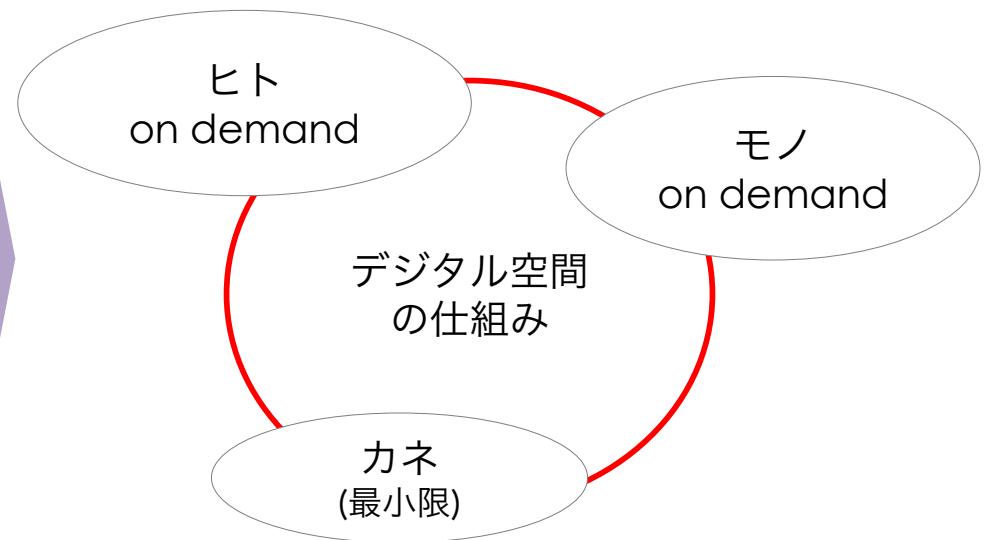 ヒト
on demand
モノ
on demand
デジタル空間
の仕組み
カネ
(最小限)